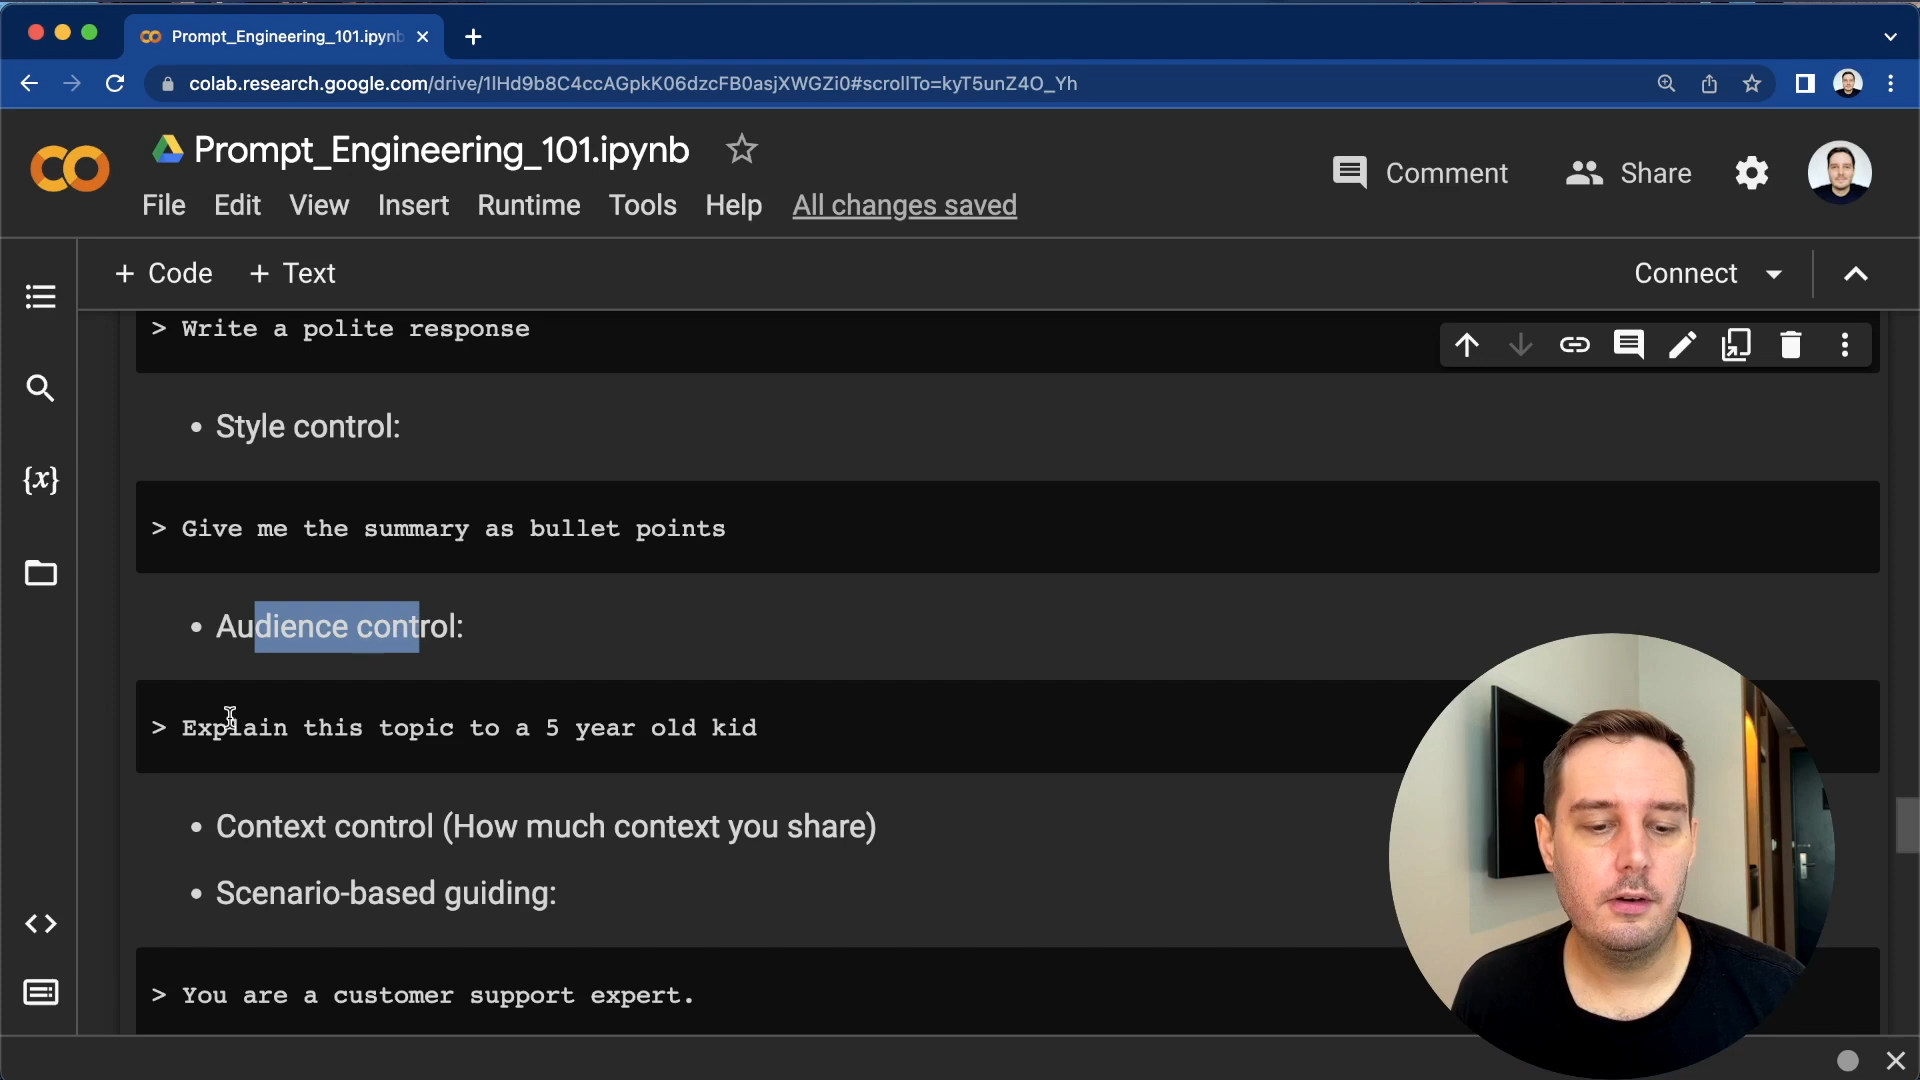 Prompt_Engineering_101.ipynb
colab.research.google.com/drive/1lHd9b8C4ccAGpkK06dzcFB0asjXWGZi0#scrollTo=kyT5unZ4O_Yh
Prompt_Engineering_101.ipynb
Comment
Share
File Edit View Insert Runtime Tools Help All changes saved
+ Code + Text
Connect
> Write a polite response
• Style control:
> Give me the summary as bullet points
• Audience control:
> Explain this topic to a 5 year old kid
• Context control (How much context you share)
• Scenario-based guiding:
> You are a customer support expert.